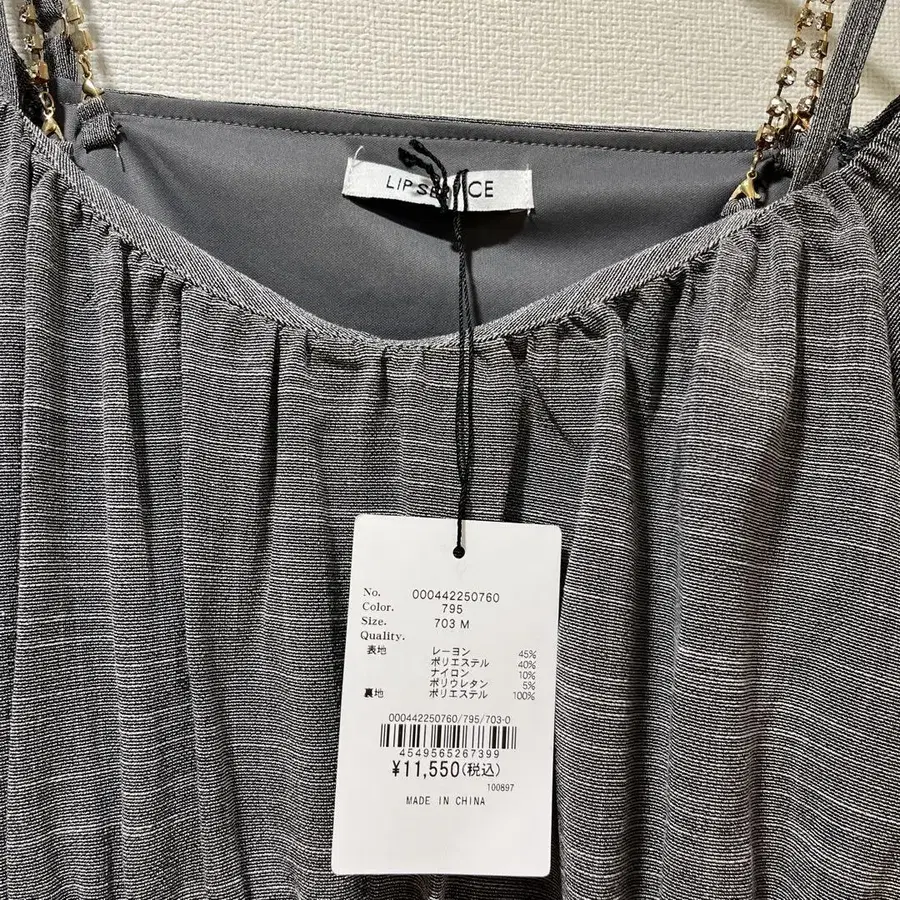 LIP SERVICE
No. 000442250760
Color. 795
Size. 703 M
Quality.
表地 レーヨン 45%
ポリエステル 40%
ナイロン 10%
ポリウレタン 5%
裏地 ポリエステル 100%
000442250760/795/703-0
4549565267399
¥11,550(税込)
100897
MADE IN CHINA